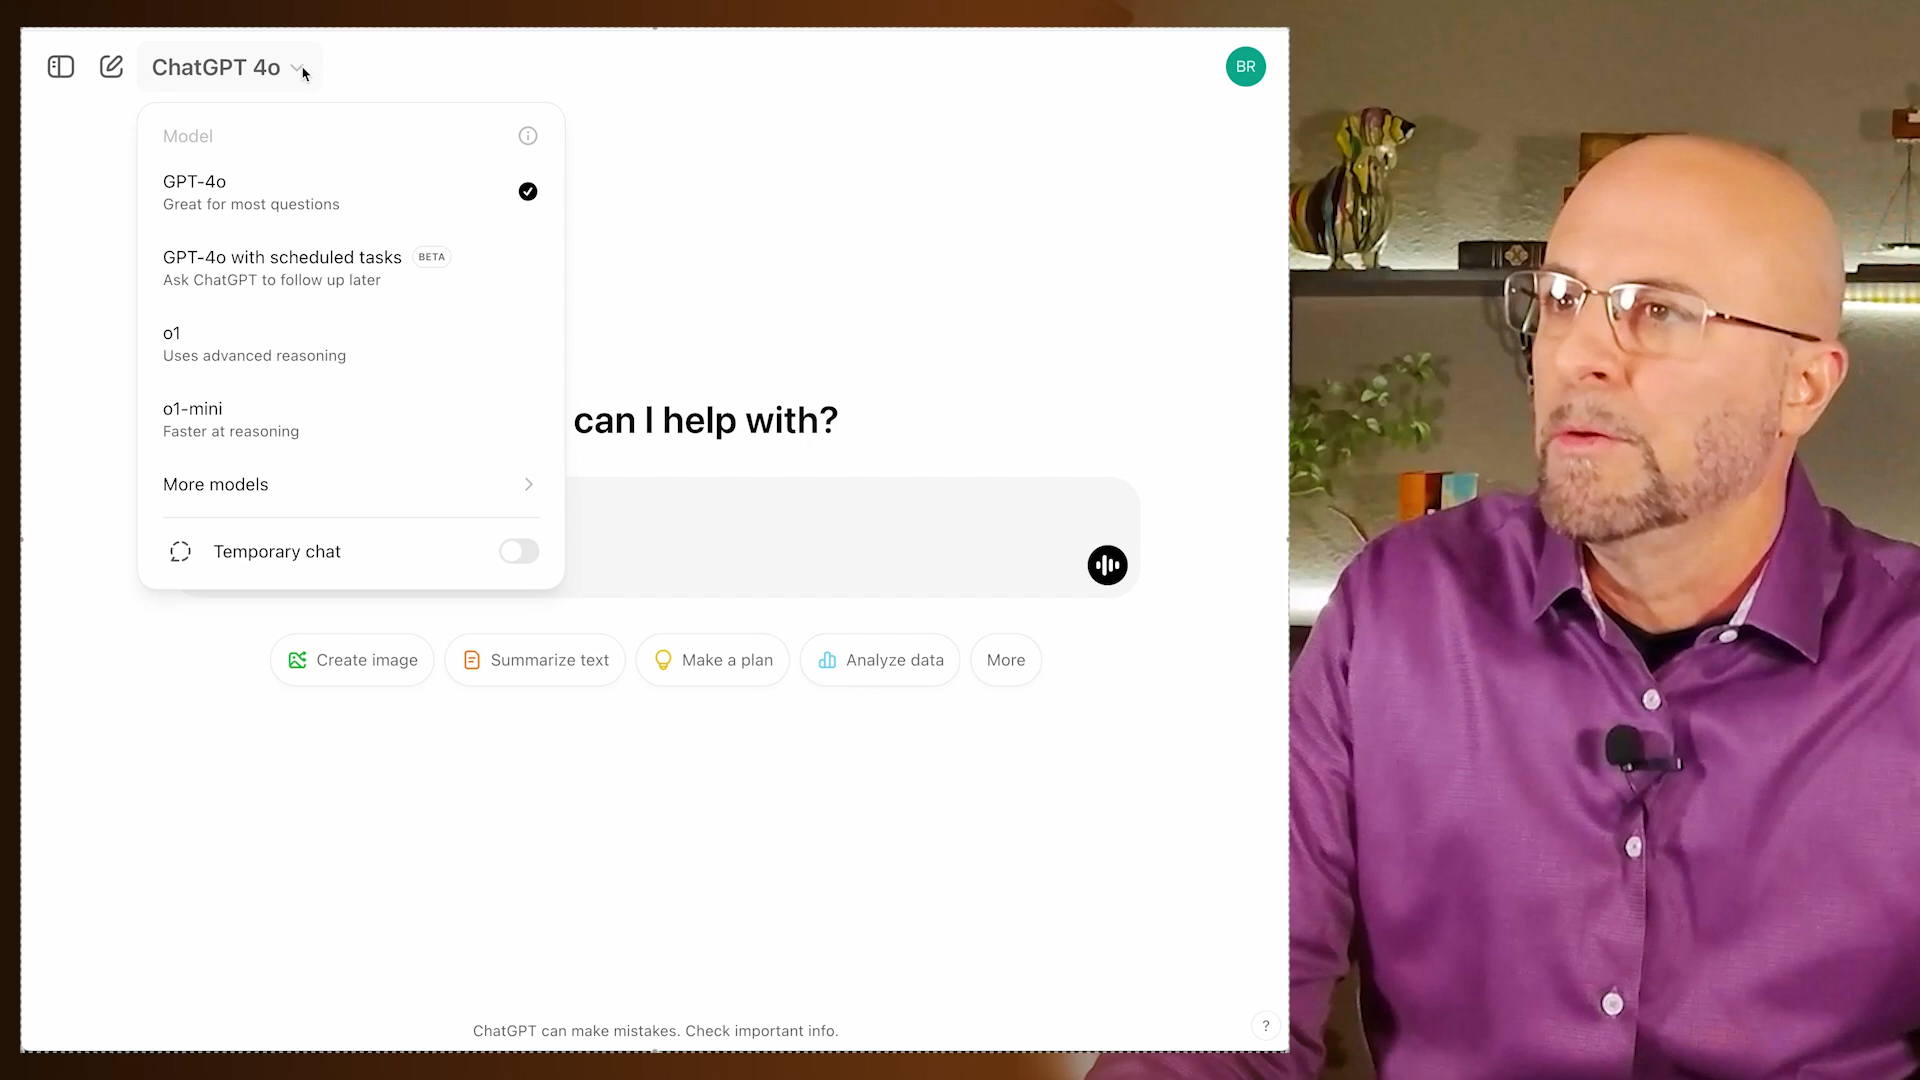 ChatGPT 4o
BR
Model
GPT-4o
Great for most questions
GPT-4o with scheduled tasks BETA
Ask ChatGPT to follow up later
o1
Uses advanced reasoning
o1-mini
Faster at reasoning
can I help with?
More models
Temporary chat
Create image
Summarize text
Make a plan
Analyze data
More
ChatGPT can make mistakes. Check important info.
?